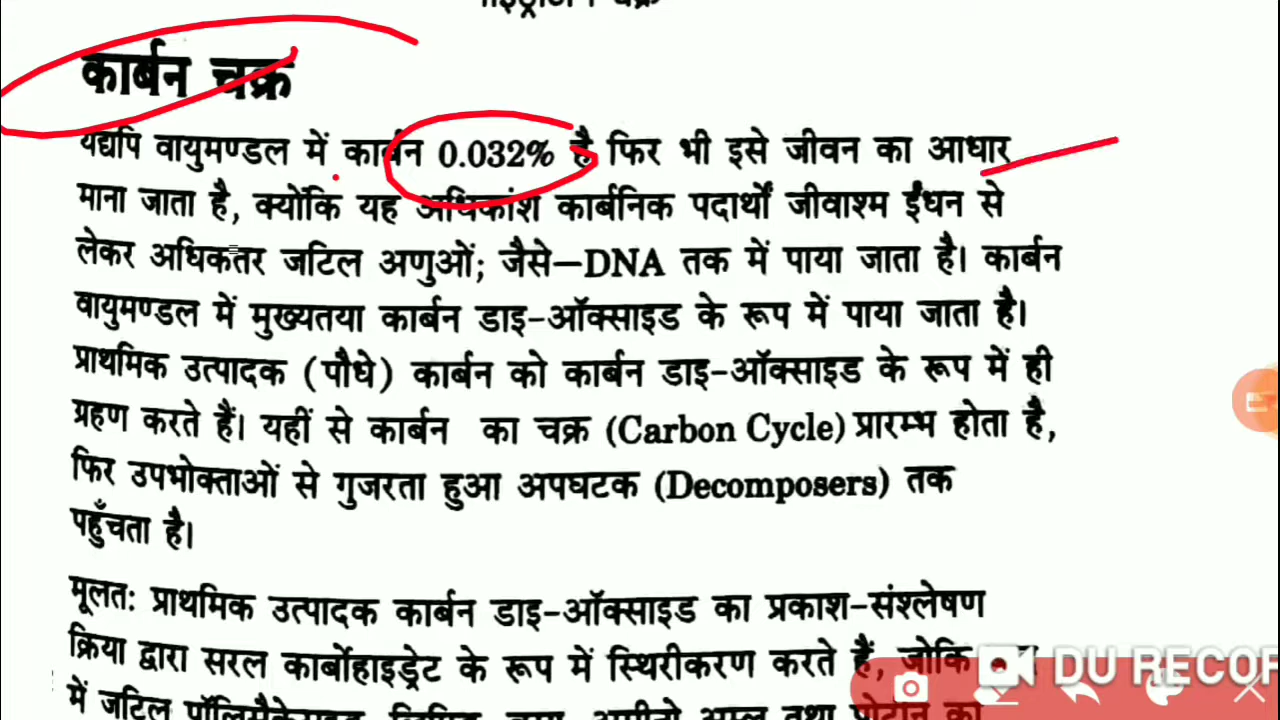 कार्बन चक्र
यद्यपि वायुमण्डल में कार्बन 0.032% है फिर भी इसे जीवन का आधार
माना जाता है, क्योंकि यह अधिकांश कार्बनिक पदार्थों जीवाश्म ईंधन से
लेकर अधिकतर जटिल अणुओं; जैसे—DNA तक में पाया जाता है। कार्बन
वायुमण्डल में मुख्यतया कार्बन डाइ-ऑक्साइड के रूप में पाया जाता है।
प्राथमिक उत्पादक (पौधे) कार्बन को कार्बन डाइ-ऑक्साइड के रूप में ही
ग्रहण करते हैं। यहीं से कार्बन का चक्र (Carbon Cycle) प्रारम्भ होता है,
फिर उपभोक्ताओं से गुजरता हुआ अपघटक (Decomposers) तक
पहुँचता है।
मूलत: प्राथमिक उत्पादक कार्बन डाइ-ऑक्साइड का प्रकाश-संश्लेषण
क्रिया द्वारा सरल कार्बोहाइड्रेट के रूप में स्थिरीकरण करते हैं, जोकि
DU RECOR
में जटिल